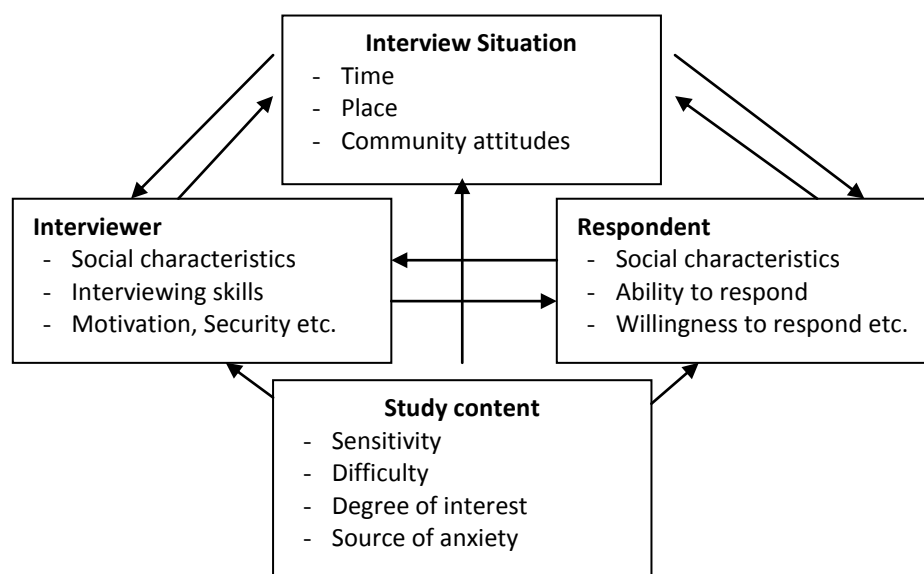 Interview Situation
- Time
- Place
- Community attitudes
Interviewer
- Social characteristics
- Interviewing skills
- Motivation, Security etc.
Respondent
- Social characteristics
- Ability to respond
- Willingness to respond etc.
Study content
- Sensitivity
- Difficulty
- Degree of interest
- Source of anxiety